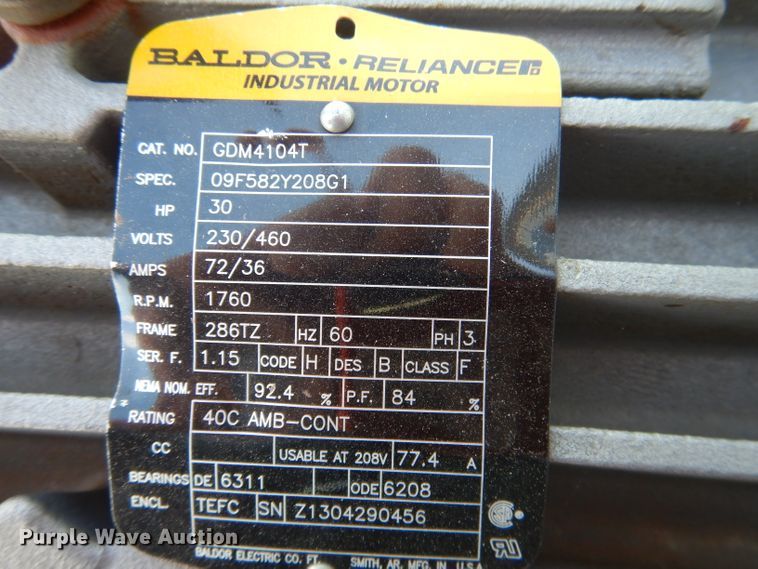 BALDOR · RELIANCE
INDUSTRIAL MOTOR
CAT. NO. GDM4104T
SPEC. 09F582Y208G1
HP 30
VOLTS 230/460
AMPS 72/36
R.P.M. 1760
FRAME 286TZ HZ 60 PH 3
SER. F. 1.15 CODE H DES B CLASS F
NEMA NOM. EFF. 92.4 % P.F. 84 %
RATING 40C AMB-CONT
CC USABLE AT 208V 77.4 A
BEARINGS DE 6311 ODE 6208
ENCL. TEFC SN Z1304290456
BALDOR ELECTRIC CO. FT. SMITH, AR. MFG. IN U.S.A.
Purple Wave Auction